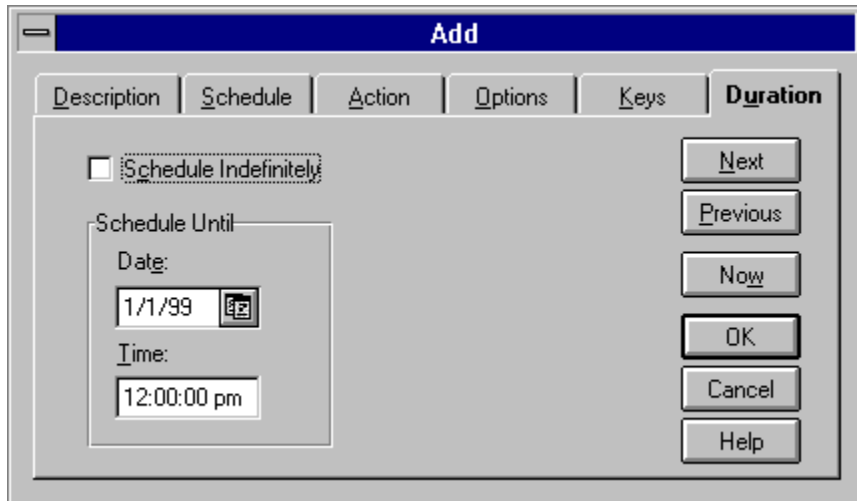 Add
Description Schedule Action Options Keys Duration
Schedule Indefinitely
Schedule Until
Date:
1/1/99
Time:
12:00:00 pm
Next
Previous
Now
OK
Cancel
Help